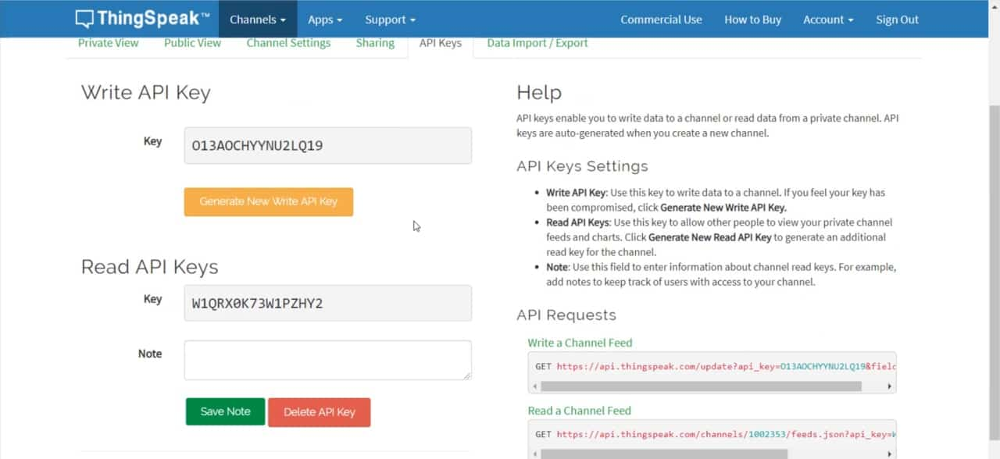 ThingSpeak™ Channels Apps Support Commercial Use How to Buy Account Sign Out
Private View Public View Channel Settings Sharing API Keys Data Import / Export
Write API Key
Key
O13AOCHYYNU2LQ19
Generate New Write API Key
Read API Keys
Key
W1QRX0K73W1PZHY2
Note
Save Note Delete API Key
Help
API keys enable you to write data to a channel or read data from a private channel. API
keys are auto-generated when you create a new channel.
API Keys Settings
• Write API Key: Use this key to write data to a channel. If you feel your key has
been compromised, click Generate New Write API Key.
• Read API Keys: Use this key to allow other people to view your private channel
feeds and charts. Click Generate New Read API Key to generate an additional
read key for the channel.
• Note: Use this field to enter information about channel read keys. For example,
add notes to keep track of users with access to your channel.
API Requests
Write a Channel Feed
GET https://api.thingspeak.com/update?api_key=O13AOCHYYNU2LQ19&field
Read a Channel Feed
GET https://api.thingspeak.com/channels/1002353/feeds.json?api_key=